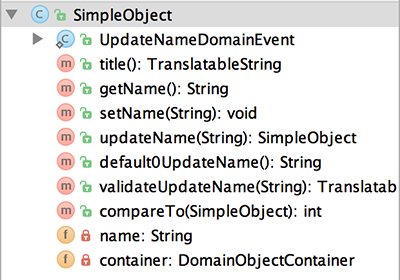 SimpleObject
UpdateNameDomainEvent
title(): TranslatableString
getName(): String
setName(String): void
updateName(String): SimpleObject
default0UpdateName(): String
validateUpdateName(String): Translatab
compareTo(SimpleObject): int
name: String
container: DomainObjectContainer